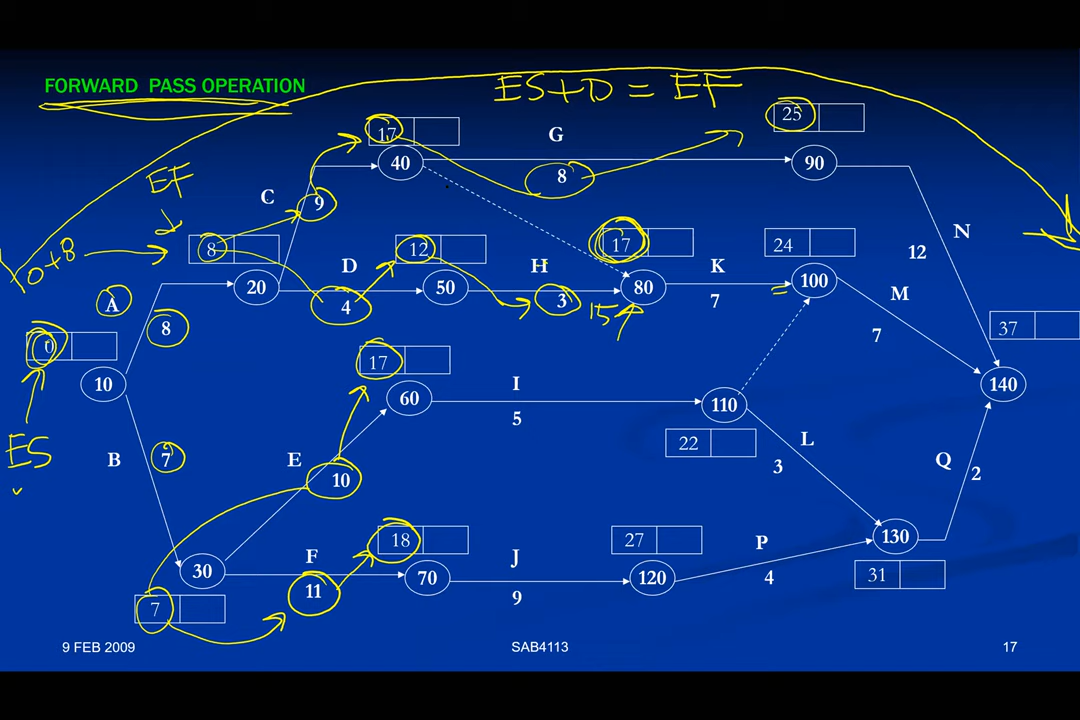 FORWARD PASS OPERATION
ES+D = EF
25
17
G
40
8
90
EF
C
9
N
0+8
8
12
17
24
12
D
H
K
20
4
50
3
80
7
100
M
15
A
8
7
0
17
37
10
60
I
110
140
5
ES
22
L
B
7
E
10
3
Q
2
18
27
P
130
30
F
70
J
120
4
31
11
9
7
9 FEB 2009
SAB4113
17